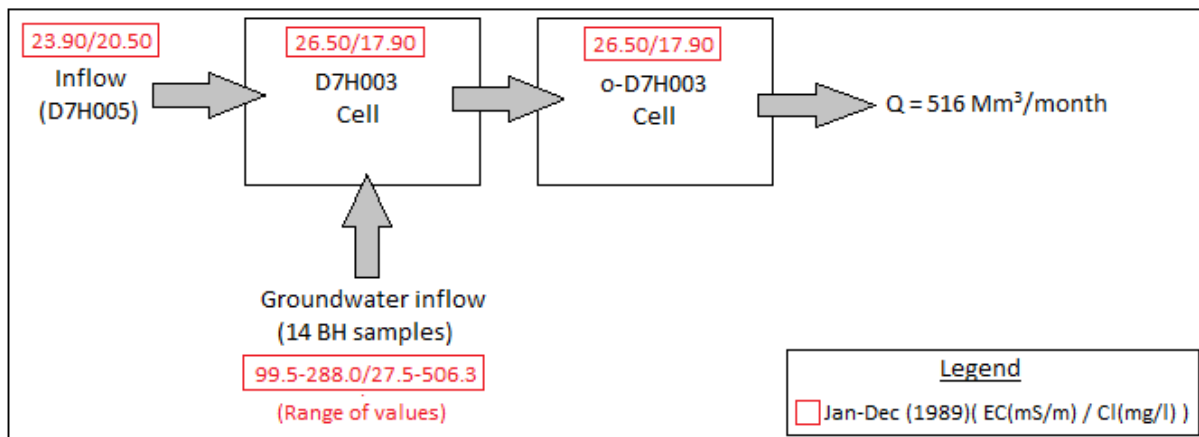 23.90/20.50
Inflow
(D7H005)
26.50/17.90
D7H003
Cell
26.50/17.90
o-D7H003
Cell
Q = 516 Mm³/month
Groundwater inflow
(14 BH samples)
99.5-288.0/27.5-506.3
(Range of values)
Legend
Jan-Dec (1989)( EC(mS/m) / Cl(mg/l) )